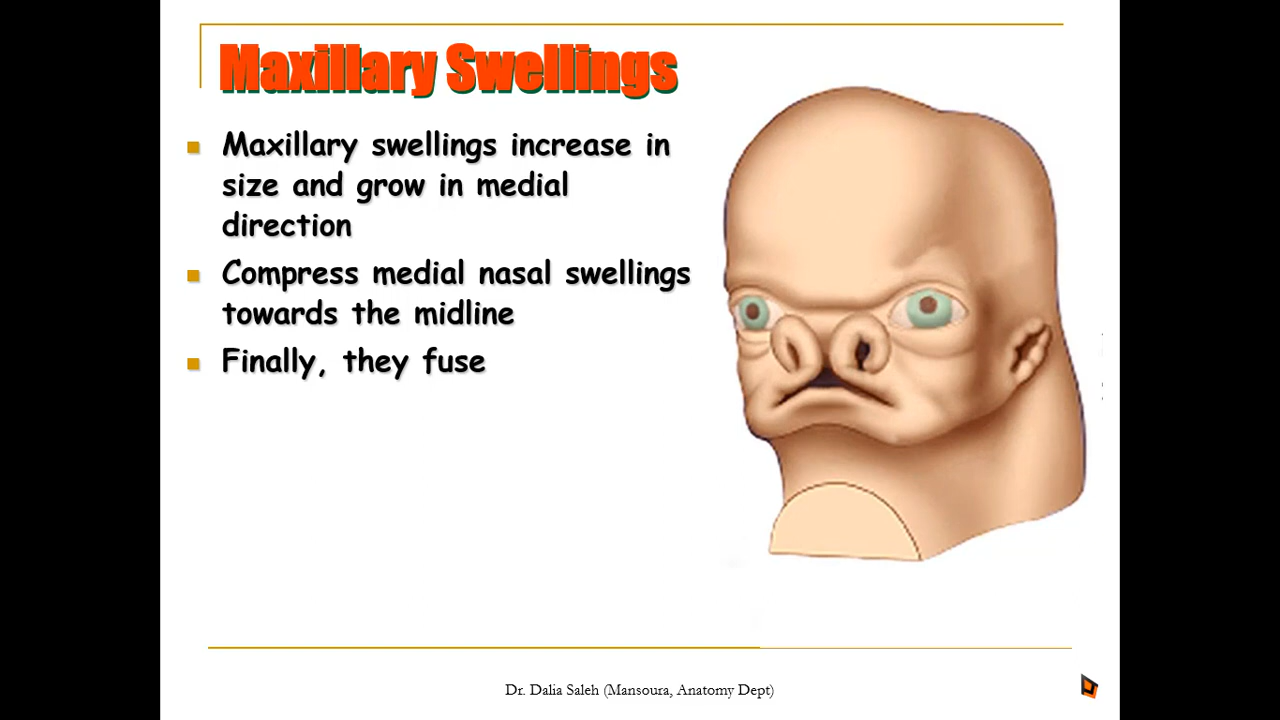 Maxillary Swellings
Maxillary swellings increase in
size and grow in medial
direction
Compress medial nasal swellings
towards the midline
Finally, they fuse
Dr. Dalia Saleh (Mansoura, Anatomy Dept)